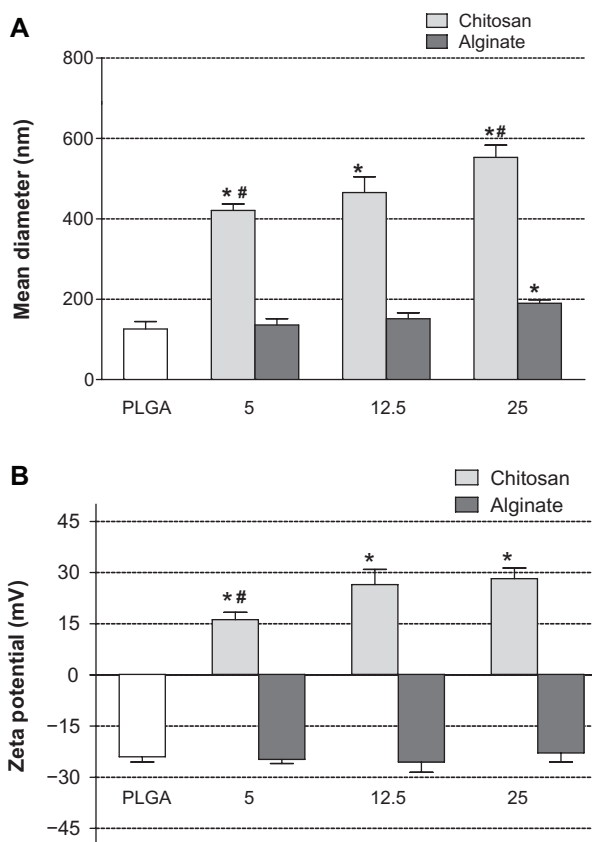 A
Chitosan
Alginate
Mean diameter (nm)
800
600
400
200
0
* #
*
*#
*
PLGA 5 12.5 25
B
Chitosan
Alginate
Zeta potential (mV)
45
30
15
0
−15
−30
−45
*#
*
*
PLGA 5 12.5 25